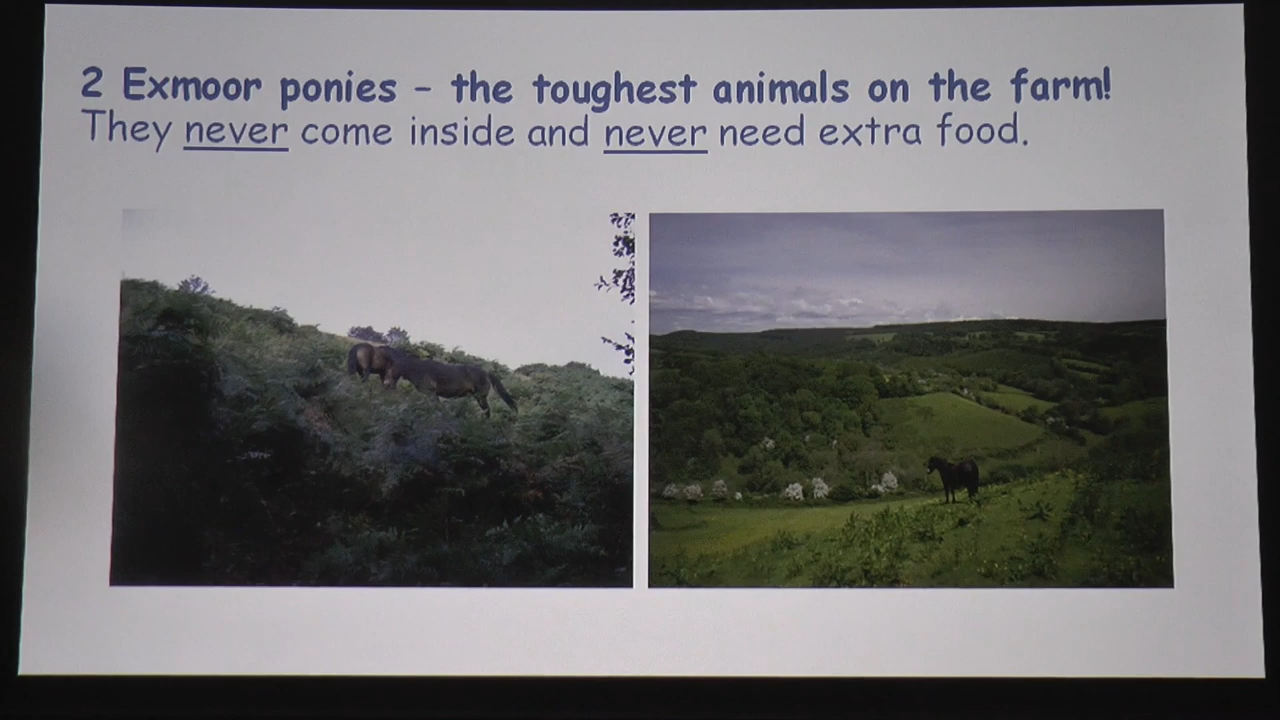 2 Exmoor ponies – the toughest animals on the farm!
They never come inside and never need extra food.